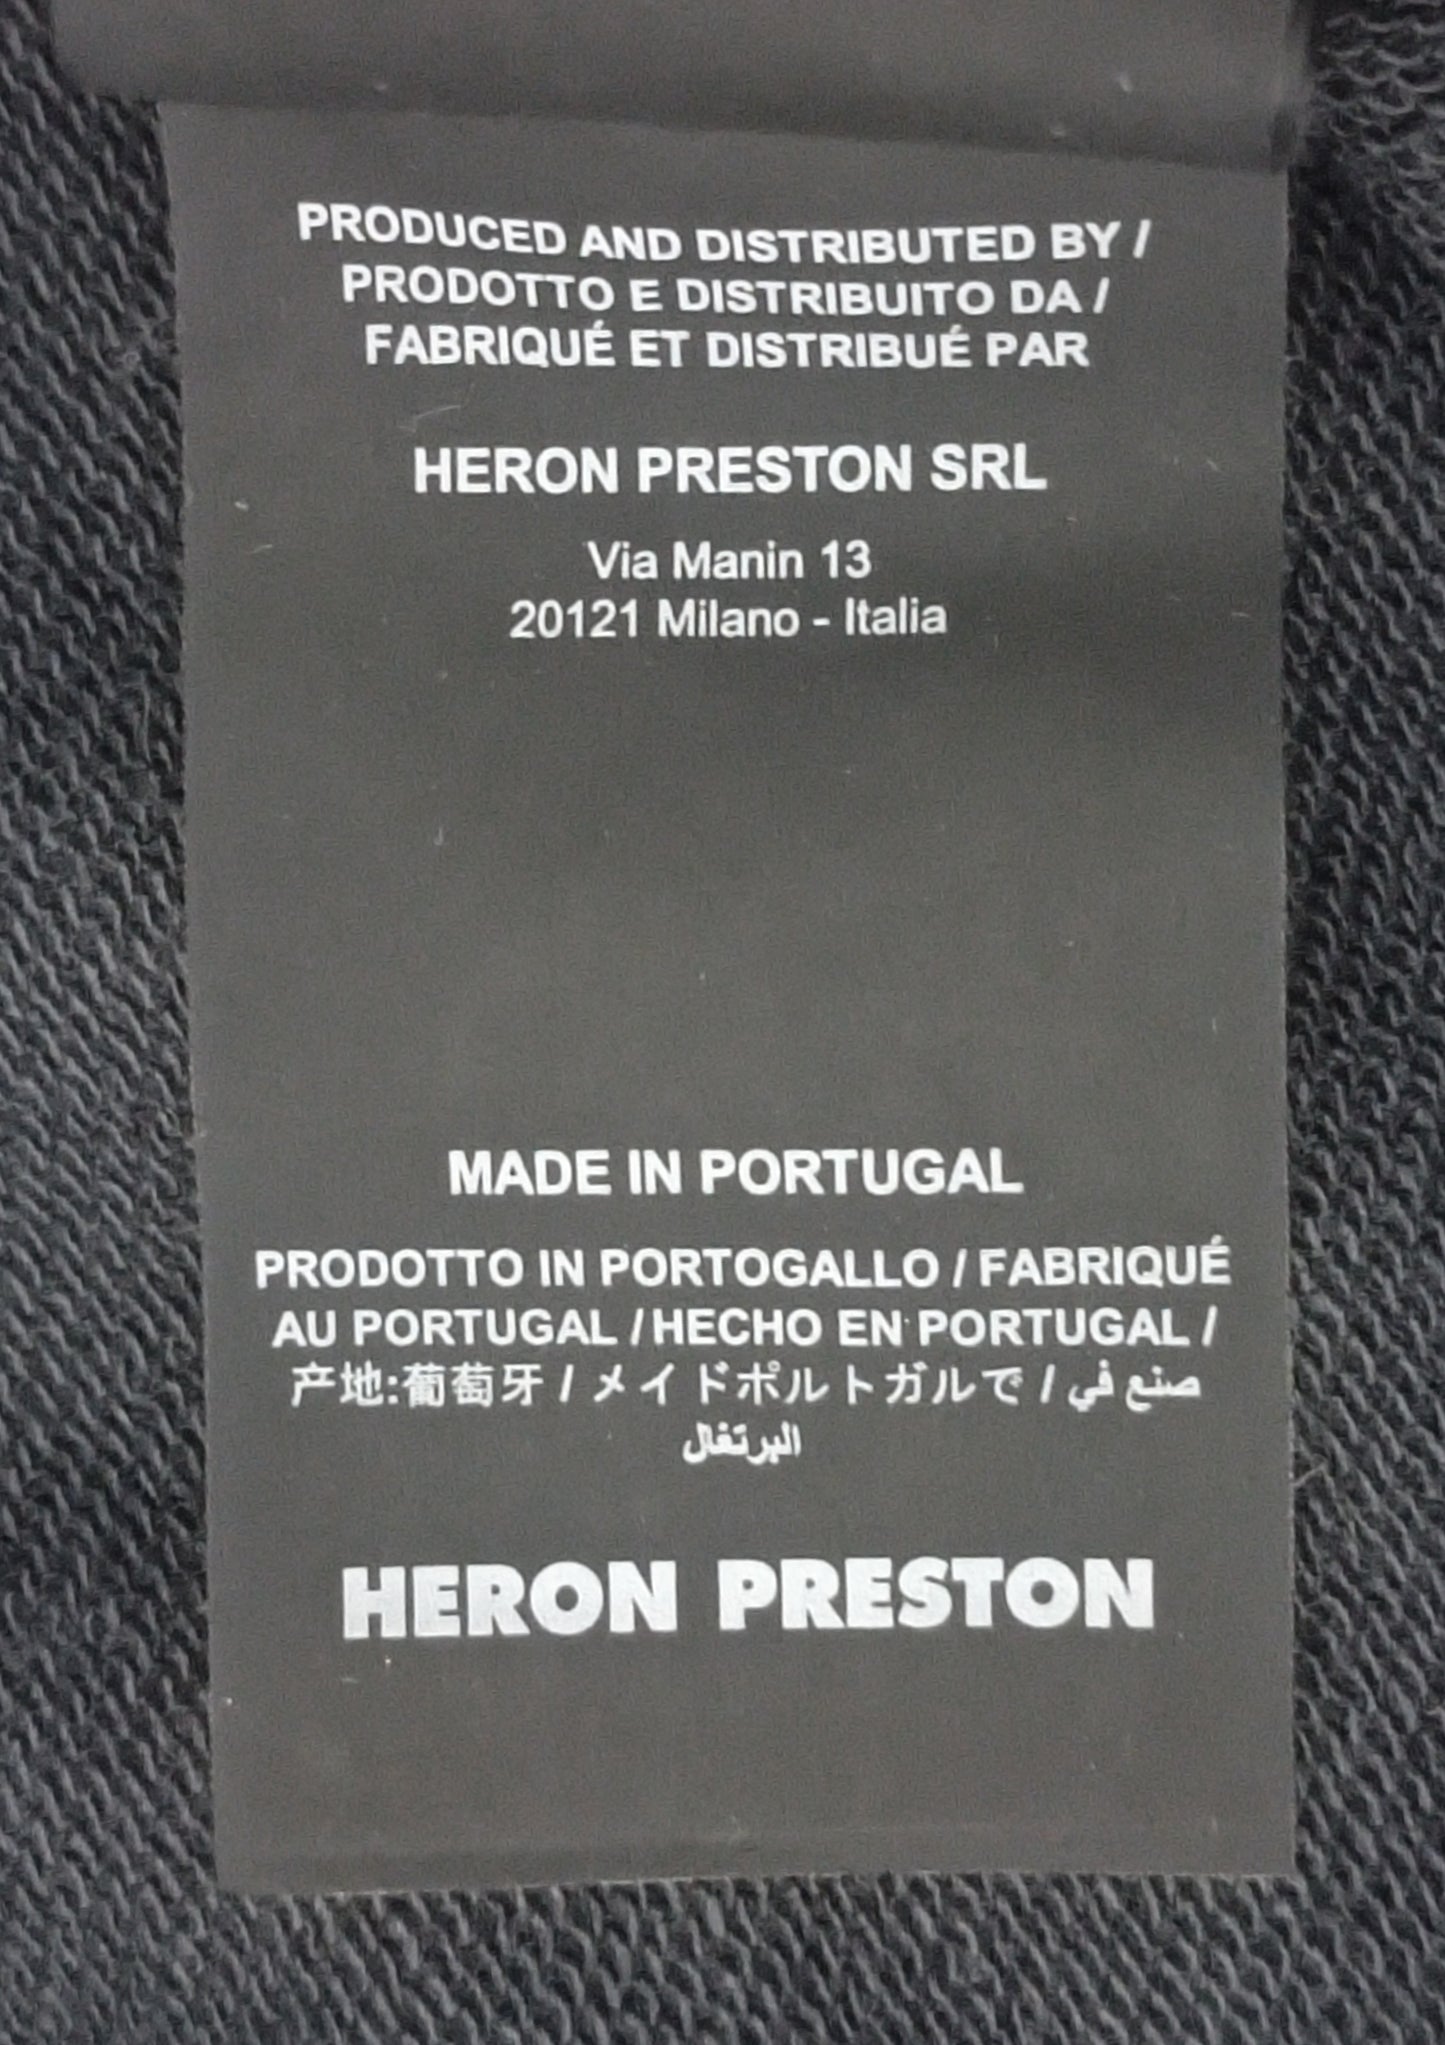 PRODUCED AND DISTRIBUTED BY /
PRODOTTO E DISTRIBUITO DA /
FABRIQUÉ ET DISTRIBUÉ PAR
HERON PRESTON SRL
Via Manin 13
20121 Milano - Italia
MADE IN PORTUGAL
PRODOTTO IN PORTOGALLO / FABRIQUÉ
AU PORTUGAL / HECHO EN PORTUGAL /
产地:葡萄牙 / メイドポルトガルで / صنع في
البرتغال
HERON PRESTON